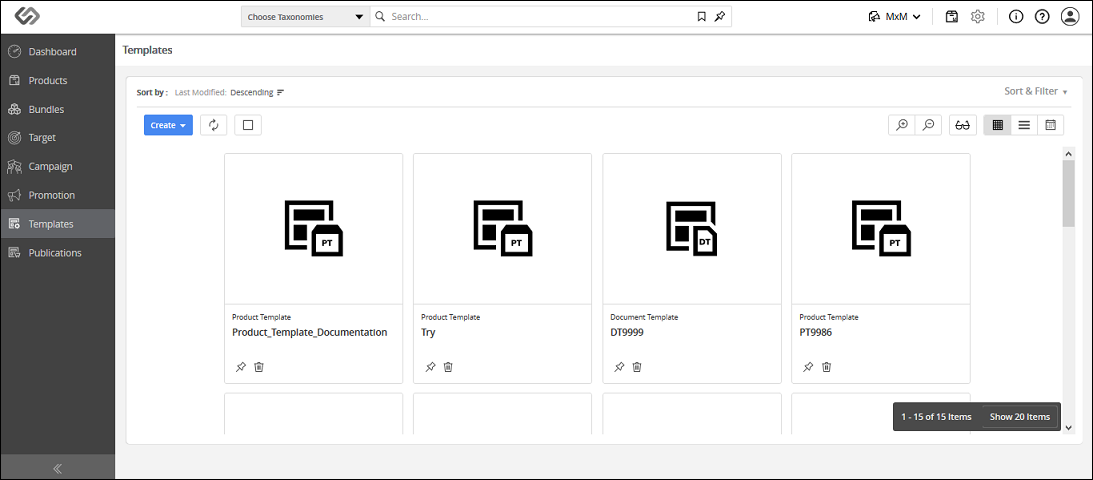 Choose Taxonomies
Search...
MxM
Dashboard
Products
Bundles
Target
Campaign
Promotion
Templates
Publications
Templates
Sort by : Last Modified: Descending
Sort & Filter
Create
PT
PT
DT
PT
Product Template
Product_Template_Documentation
Product Template
Try
Document Template
DT9999
Product Template
PT9986
1 - 15 of 15 Items Show 20 Items